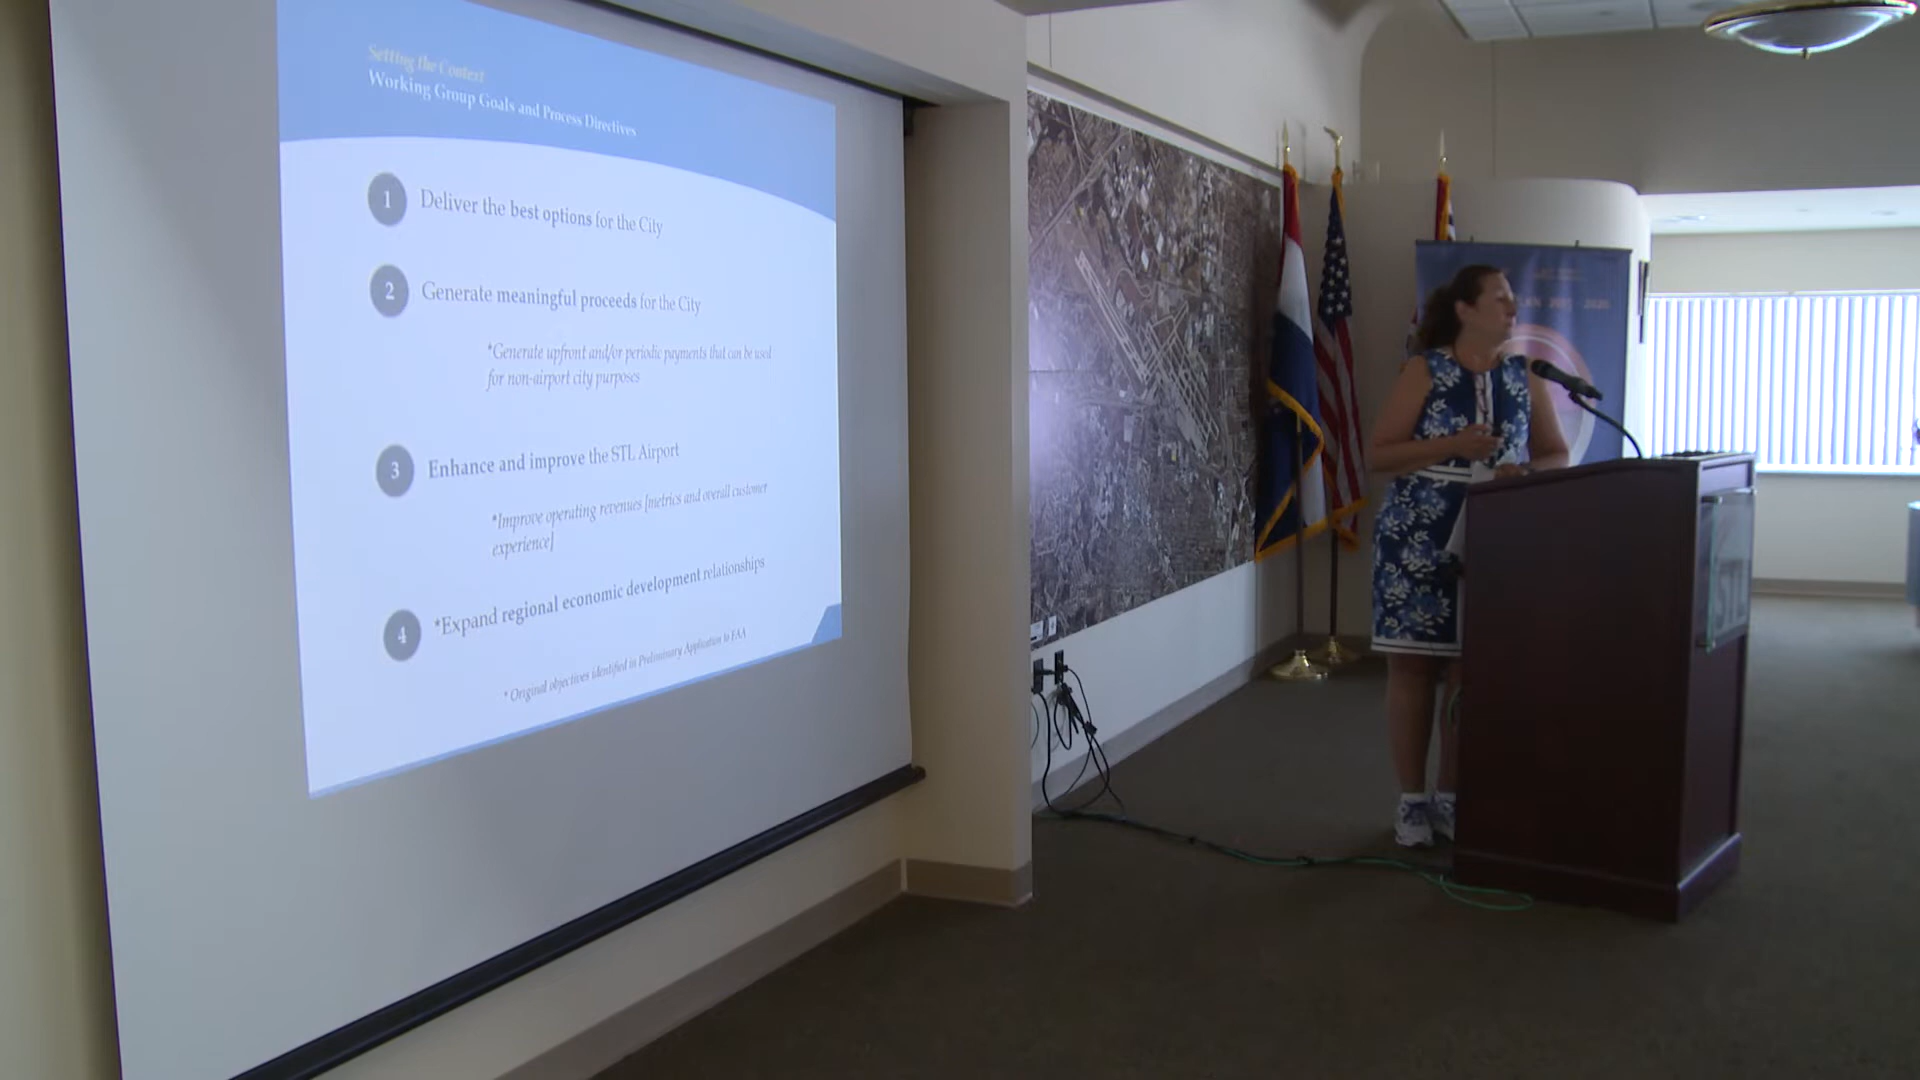 Setting the Context
Working Group Goals and Process Directives
1 Deliver the best options for the City
2 Generate meaningful proceeds for the City
*Generate upfront and/or periodic payments that can be used
for non-airport city purposes
3 Enhance and improve the STL Airport
*Improve operating revenues [metrics and overall customer
experience]
4 *Expand regional economic development relationships
* Original objectives identified in Preliminary Application to FAA
STL